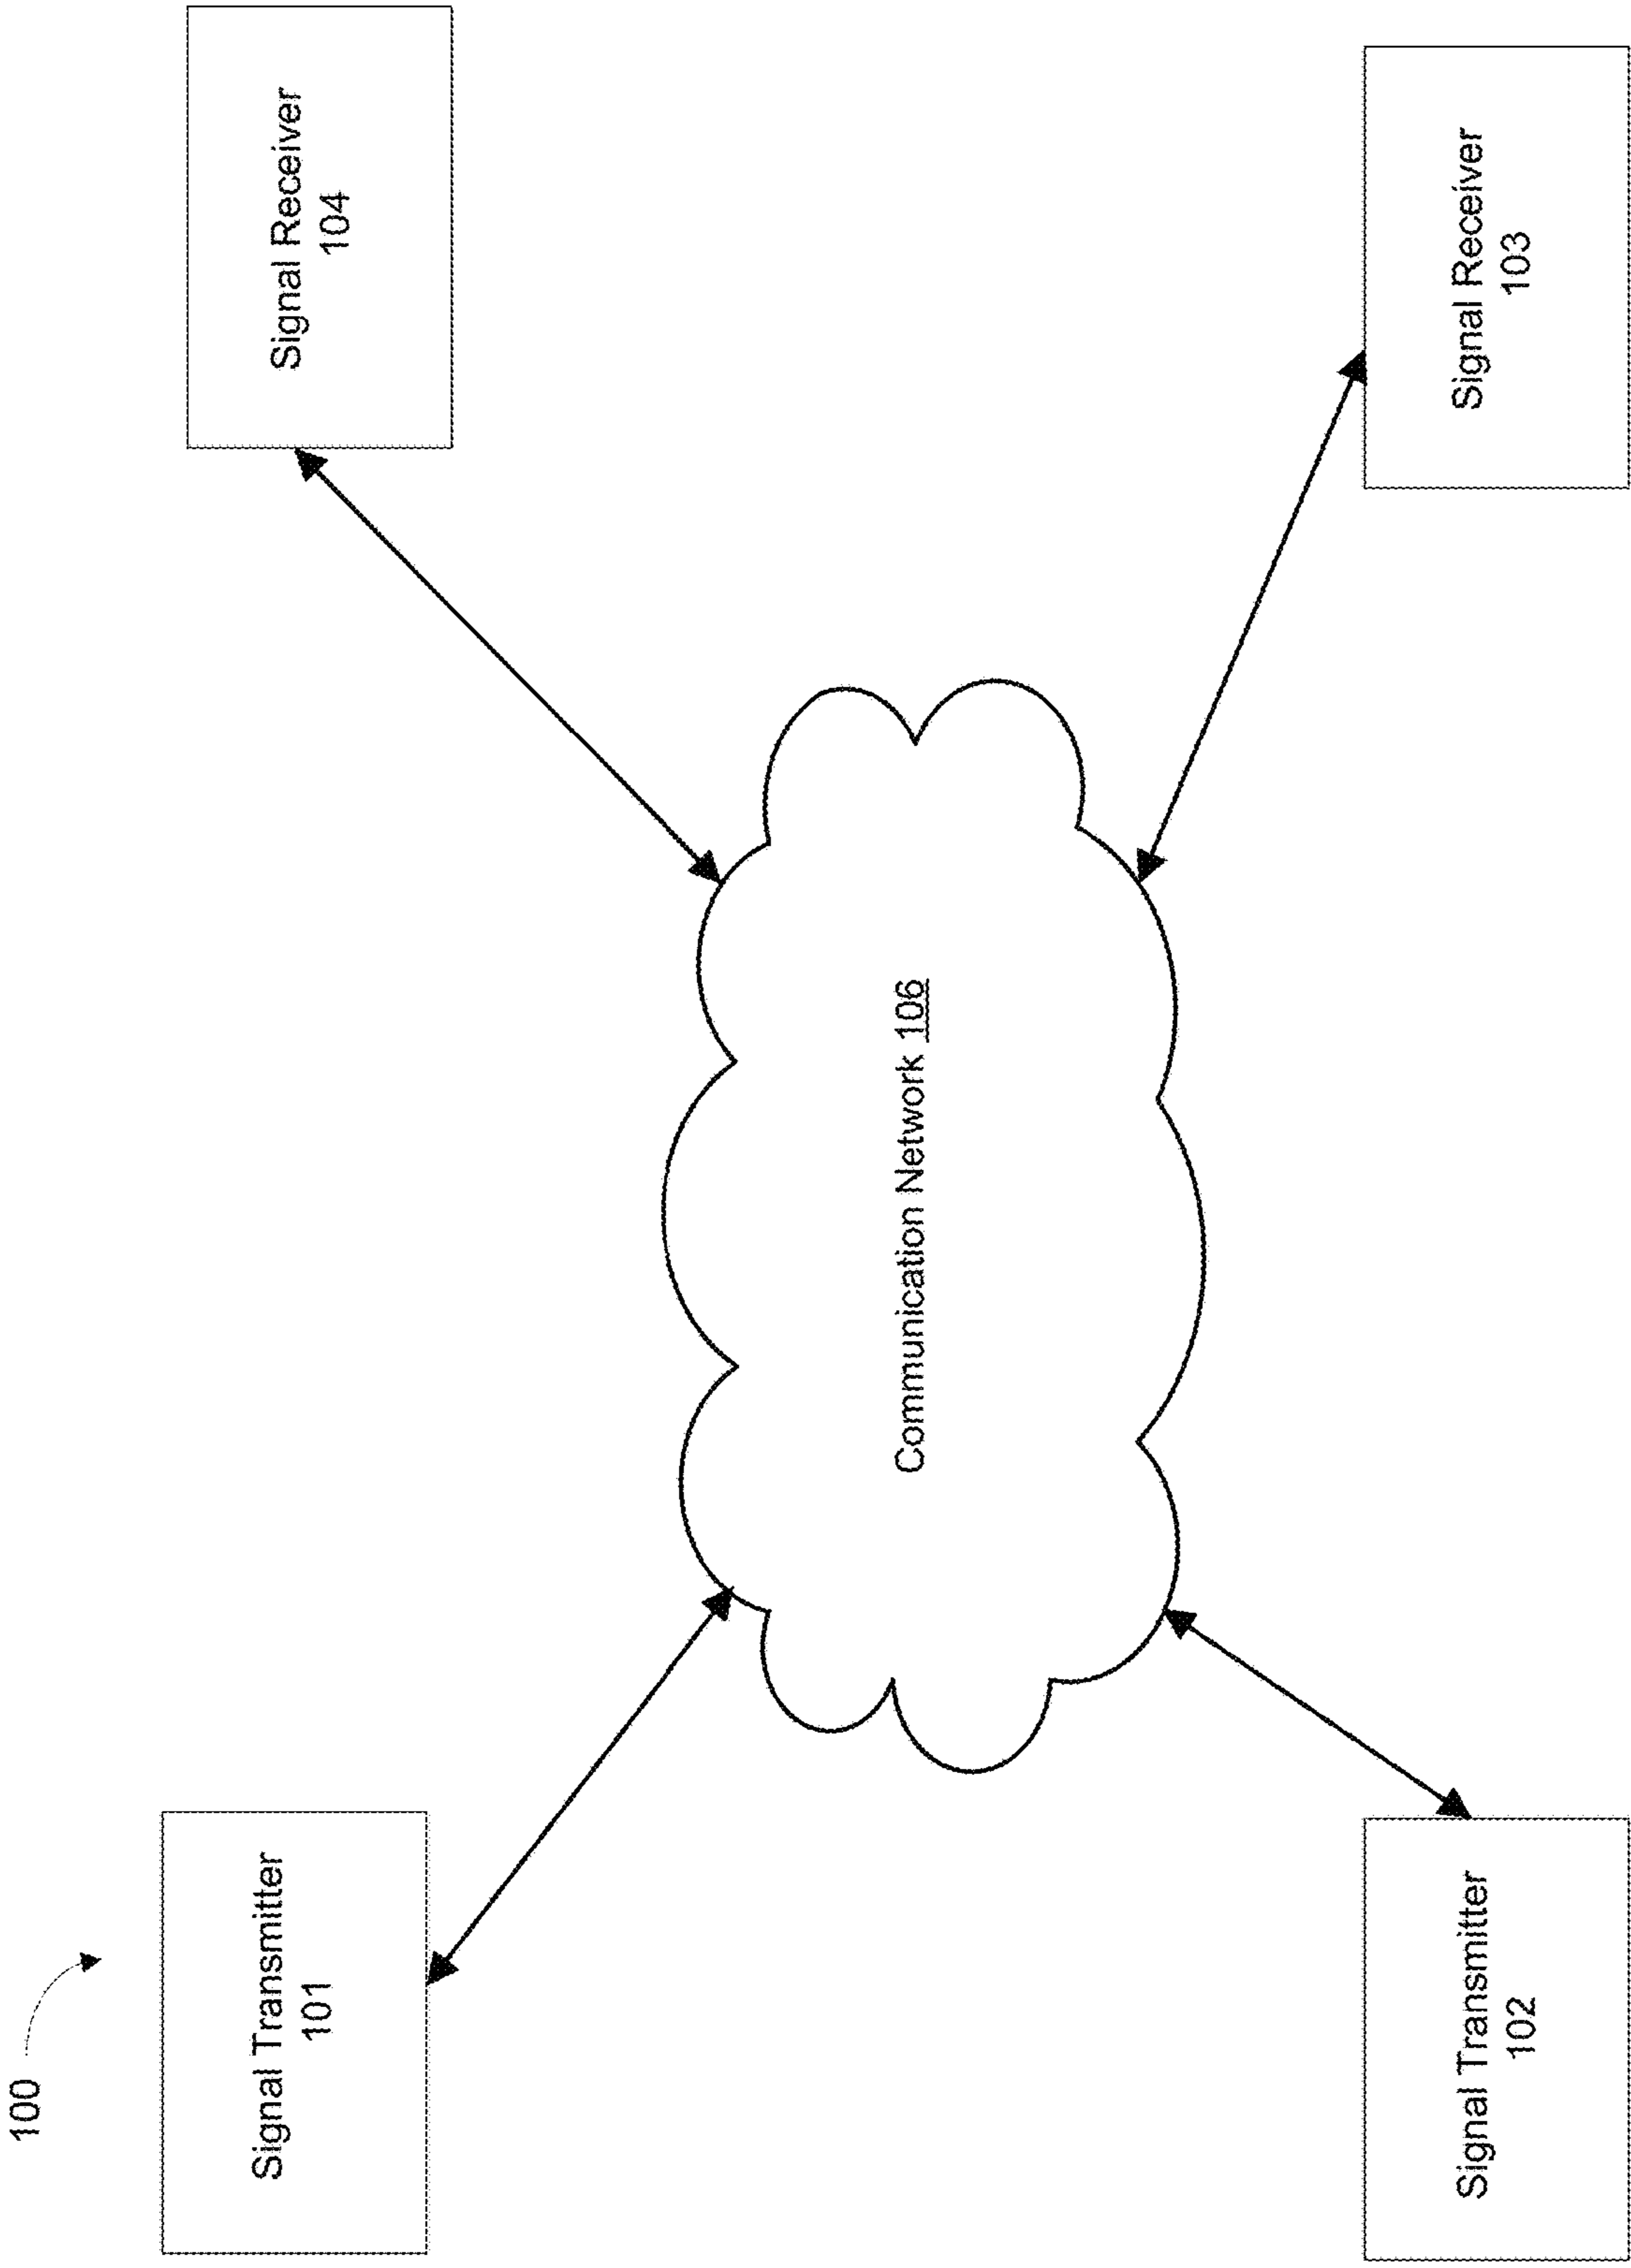 100
Signal Transmitter
101
Signal Receiver
104
Communication Network 106
Signal Transmitter
102
Signal Receiver
103